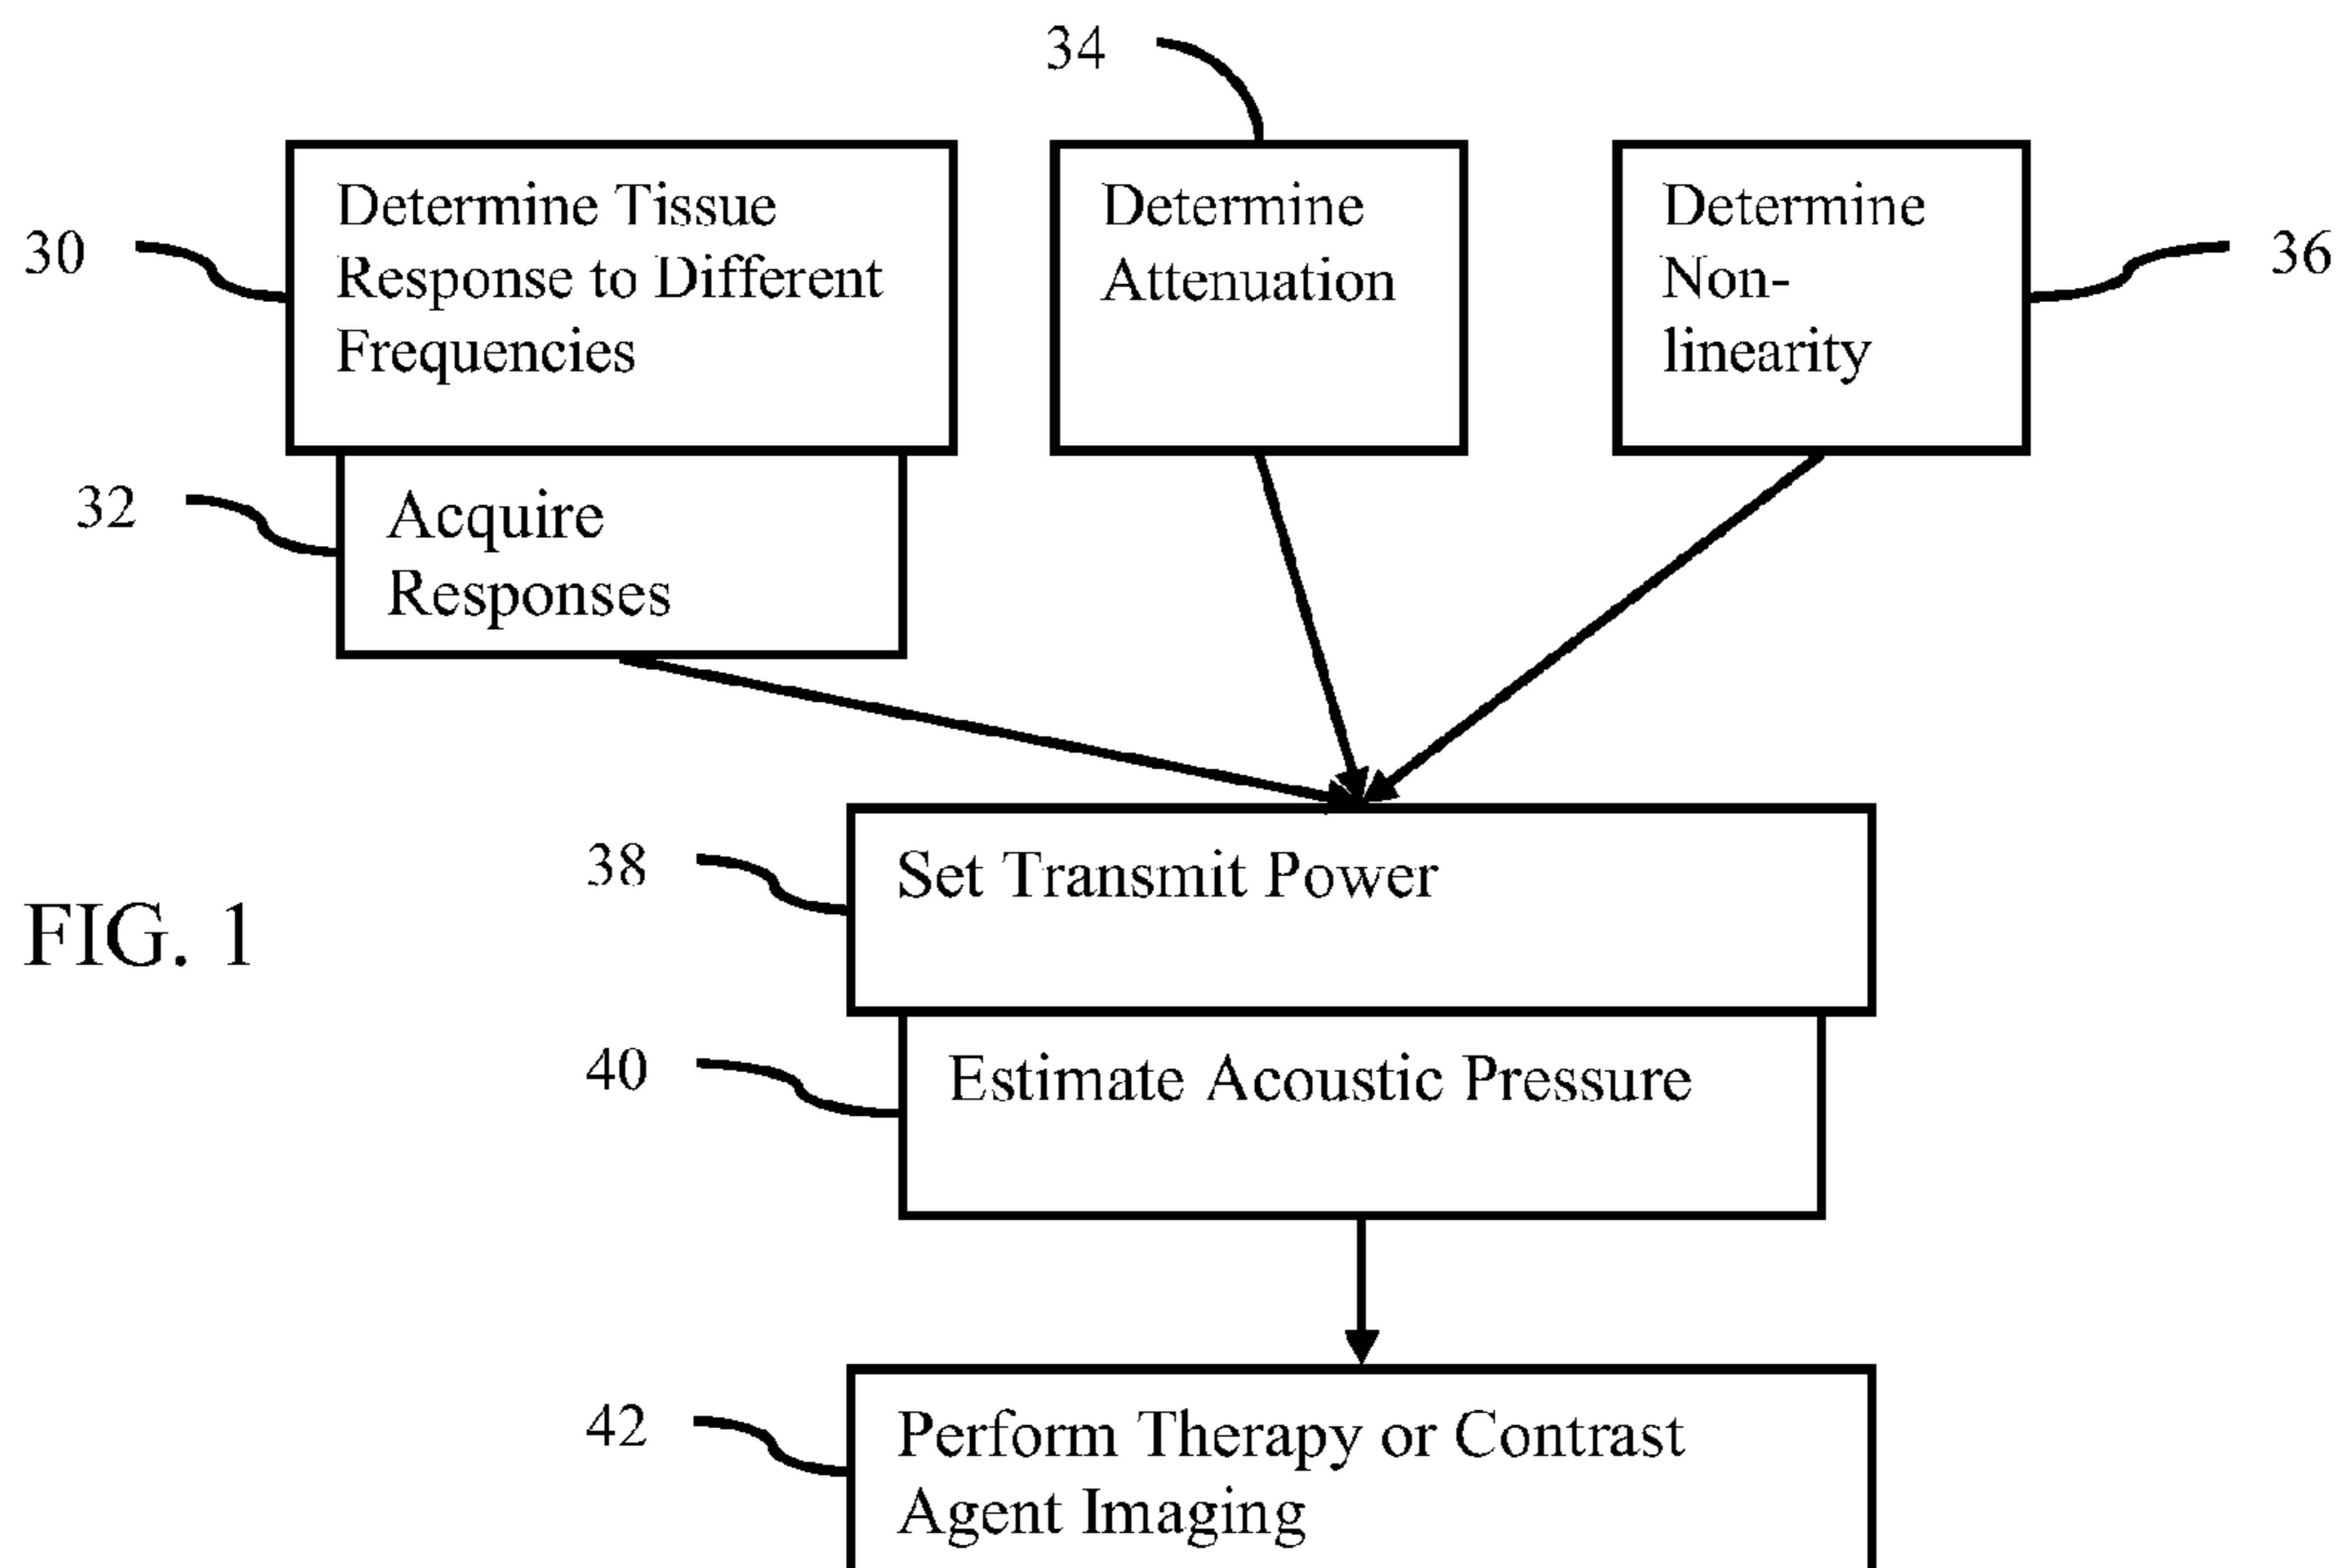 34
30
Determine Tissue
Response to Different
Frequencies
Determine
Attenuation
Determine
Non-
linearity
36
32
Acquire
Responses
38
Set Transmit Power
FIG. 1
40
Estimate Acoustic Pressure
42
Perform Therapy or Contrast
Agent Imaging